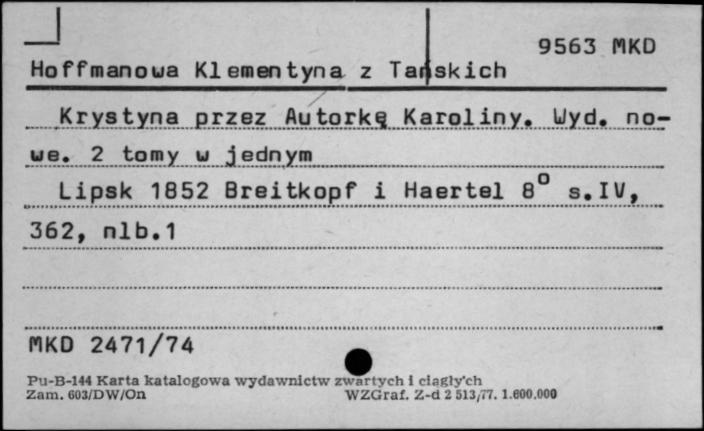 9563 MKD
Hoffmanowa Klementyna z Tańskich
Krystyna przez Autorkę Karoliny. Wyd. no-
we. 2 tomy w jednym
Lipsk 1852 Breitkopf i Haertel 8° s.IV,
362, nlb.1
MKD 2471/74
Pu-B-144 Karta katalogowa wydawnictw zwartych i ciągłych
Zam. 603/DW/On WZGraf. Z-d 2 513/77. 1.600.000